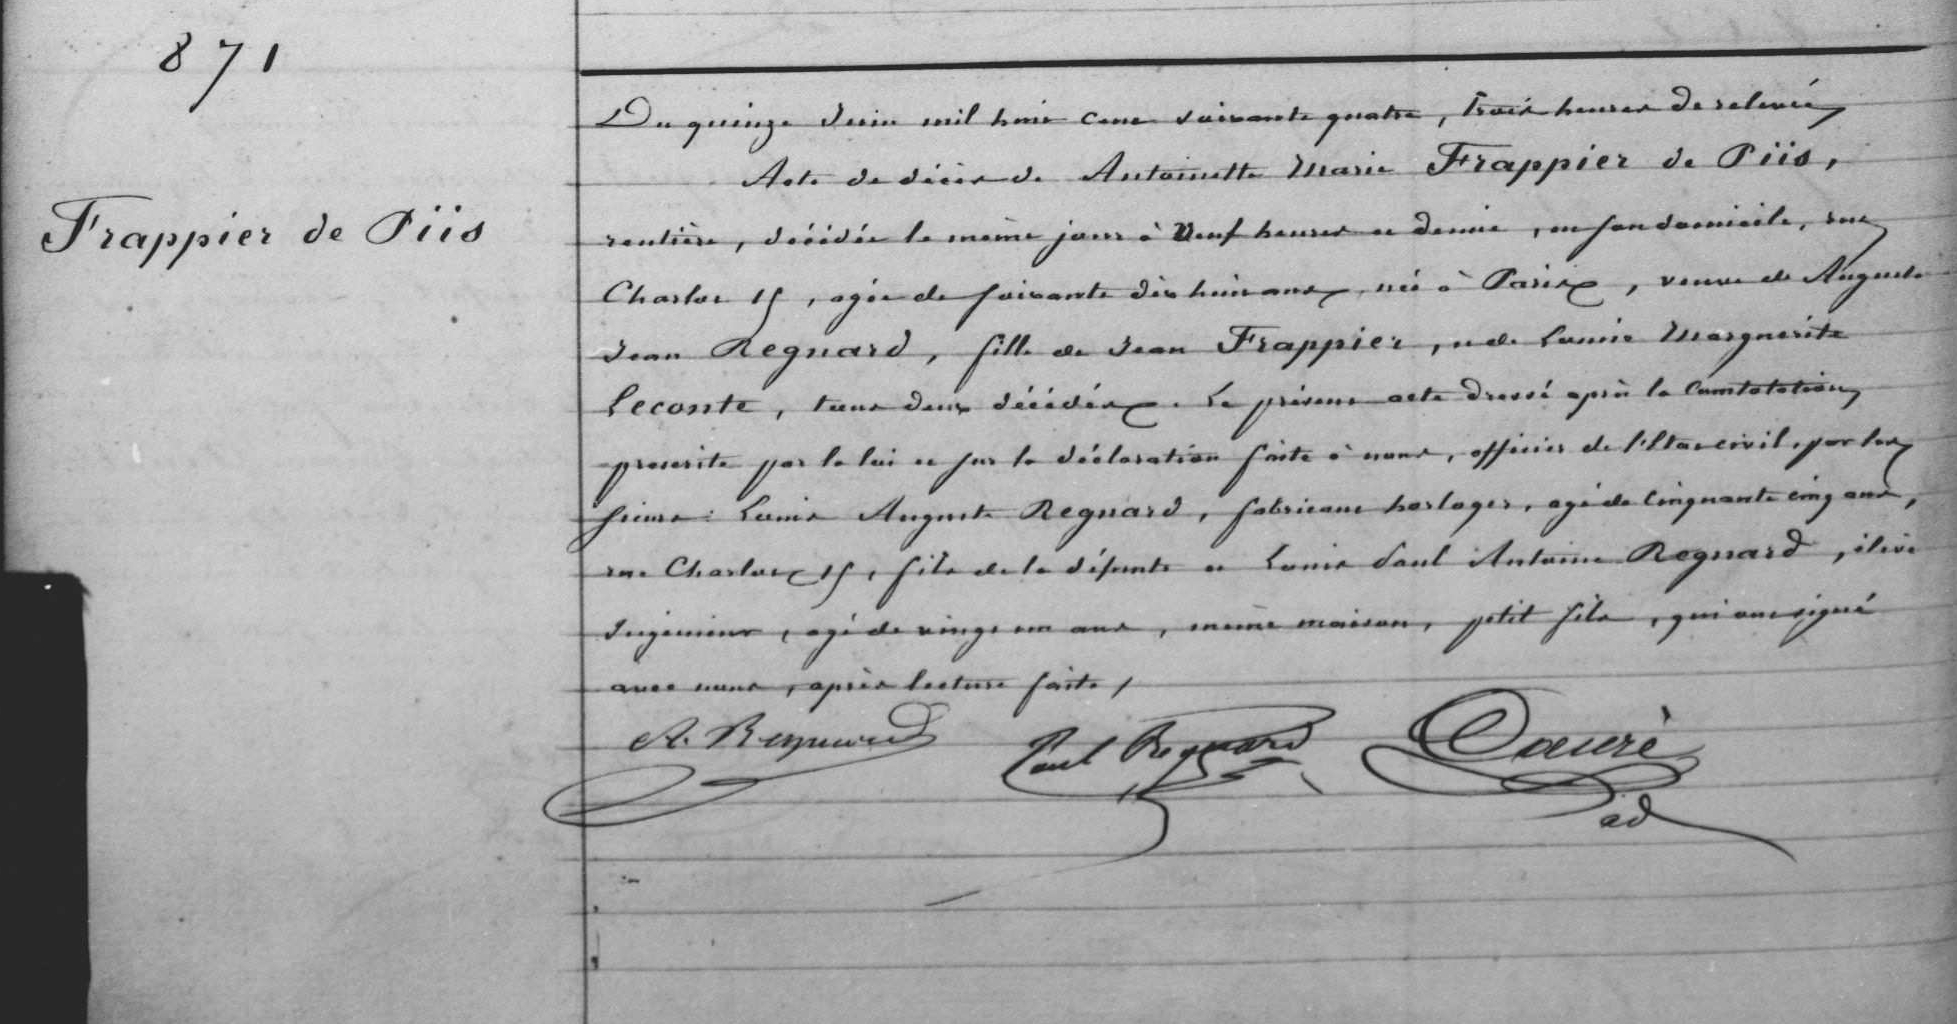 871
Frappier de Piis
Du quinze Juin mil huit cent soixante quatre, trois heures de relevée
Acte de décès de Antoinette Marie Frappier de Piis,
rentière, décédée le même jour à Neuf heures et demie, en son domicile, rue
Charlot 15, agée de soixante dix huit ans, née à Paris, veuve de Auguste
Jean Regnard, fille de Jean Frappier, et de Louise Marguerite
Leconte, tous deux décédés. Le présent acte dressé après la Constatation
prescrite par la loi et sur la déclaration faite à nous, officier de l'Etat civil, par les
sieurs : Louis Auguste Regnard, fabricant horloger, agé de Cinquante cinq ans,
rue Charlot 15, fils de la défunte et Louis Paul Antoine Regnard, élève
Ingénieur, agé de vingt un ans, même maison, petit fils, qui ont signé
avec nous, après lecture faite /
A. Regnard Paul Regnard
ad